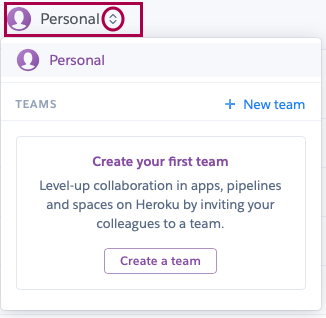 Personal
Personal
TEAMS
+ New team
Create your first team
Level-up collaboration in apps, pipelines
and spaces on Heroku by inviting your
colleagues to a team.
Create a team